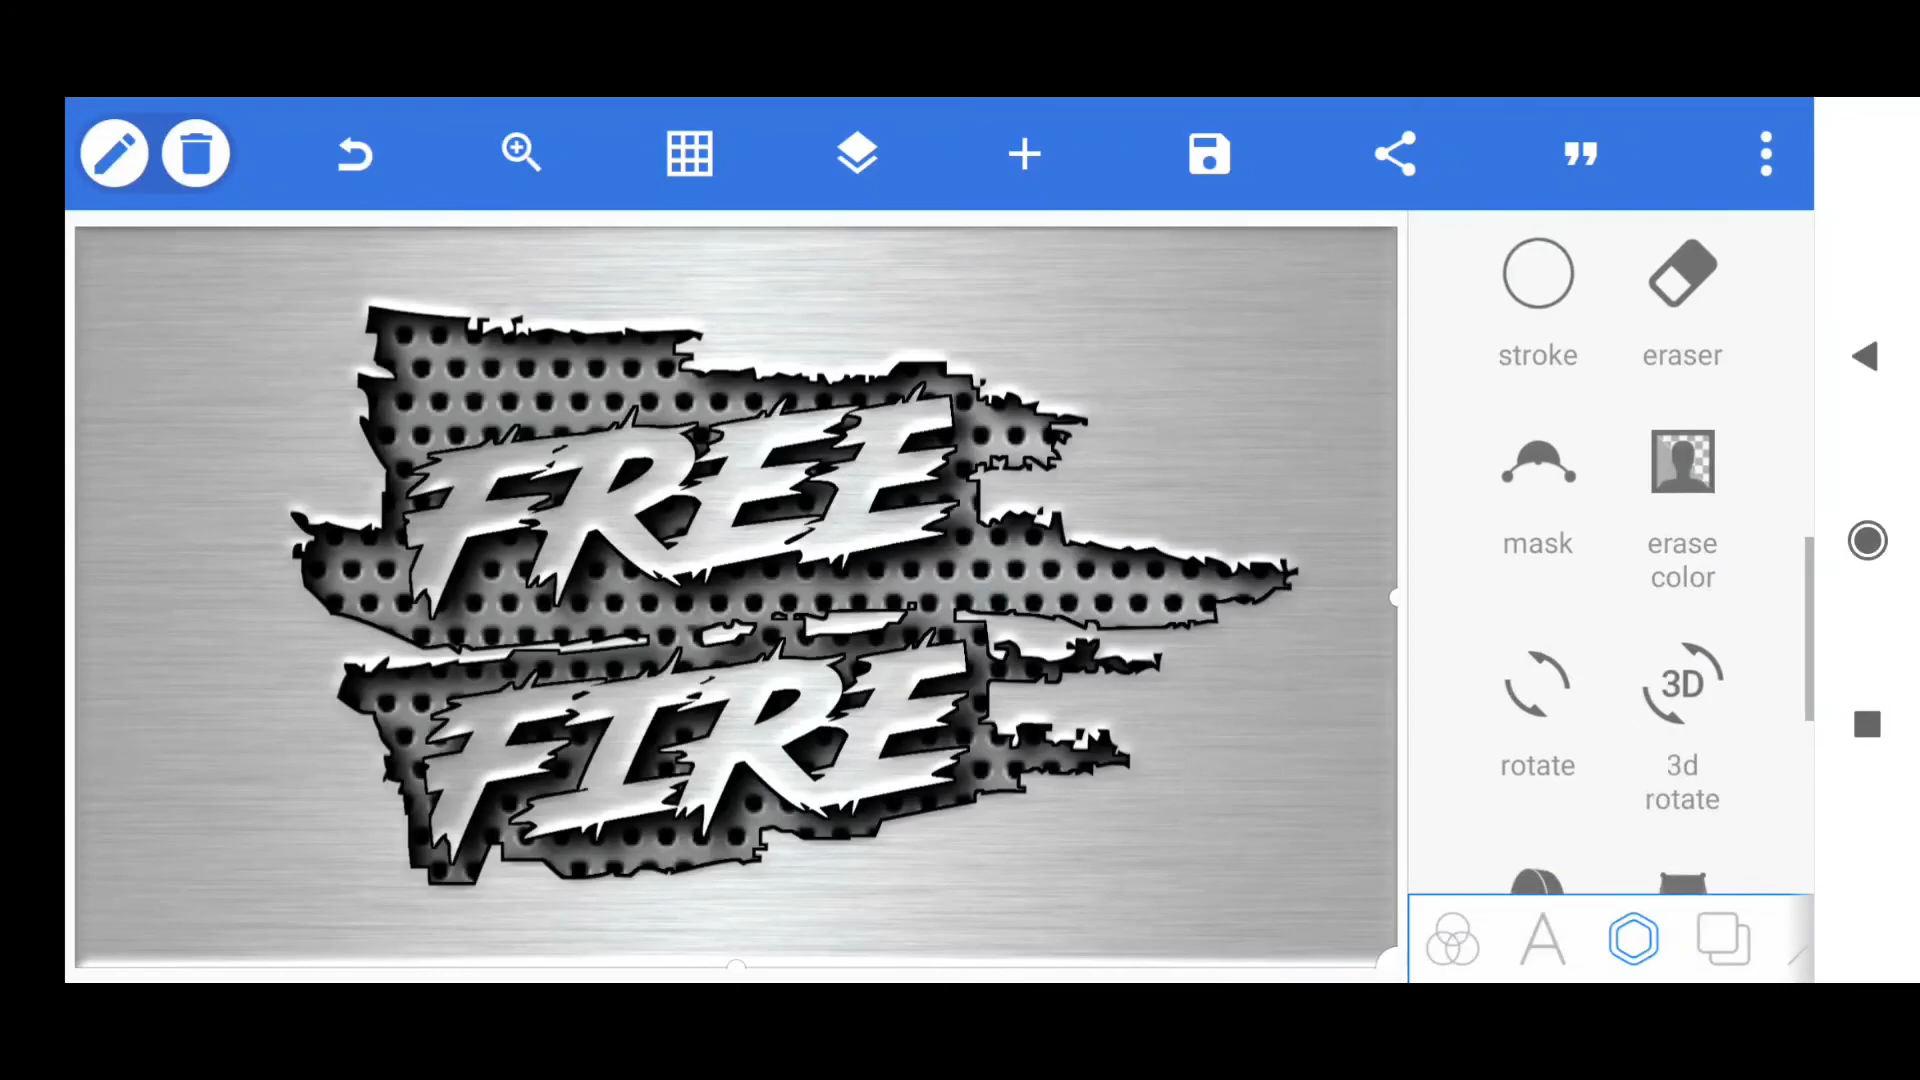 FREE
FIRE
stroke
eraser
mask
erase
color
rotate
3D
3d
rotate
A